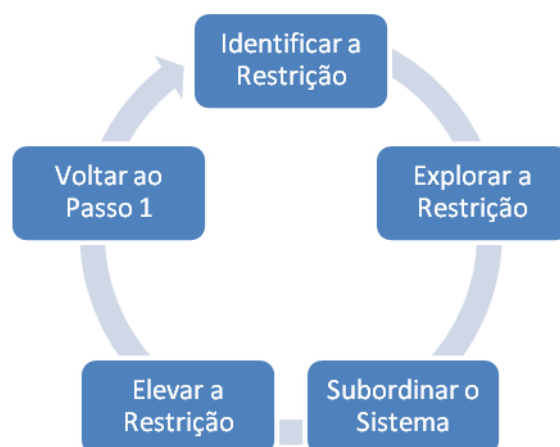 Identificar a
Restrição
Explorar a
Restrição
Subordinar o
Sistema
Elevar a
Restrição
Voltar ao
Passo 1